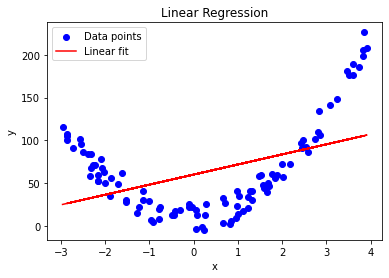 Linear Regression
Data points
Linear fit
200
150
100
50
0
y
−3
−2
−1
0
1
2
3
4
x